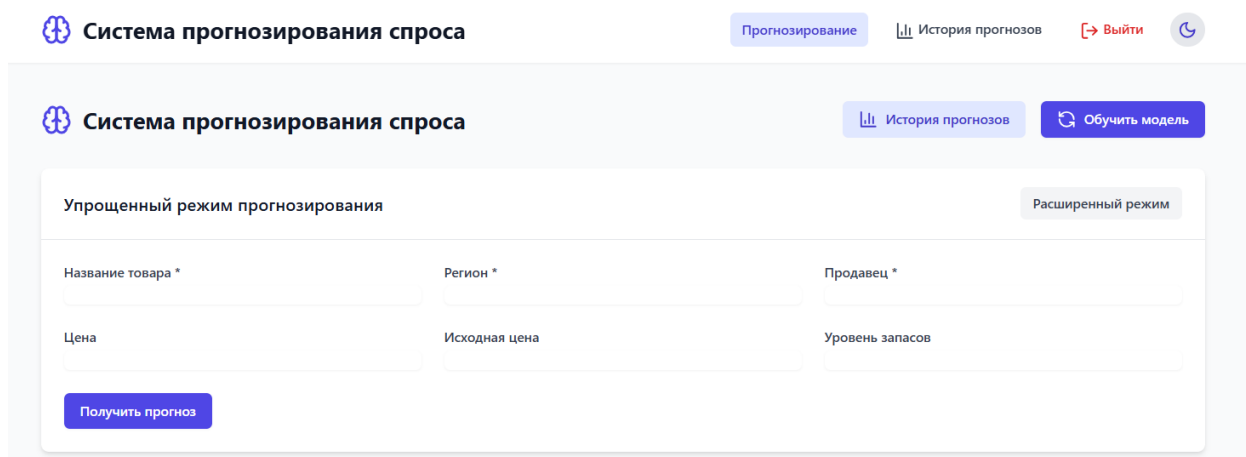 Система прогнозирования спроса Прогнозирование История прогнозов Выйти
Система прогнозирования спроса История прогнозов Обучить модель
Упрощенный режим прогнозирования Расширенный режим
Название товара * Регион * Продавец *
Цена Исходная цена Уровень запасов
Получить прогноз